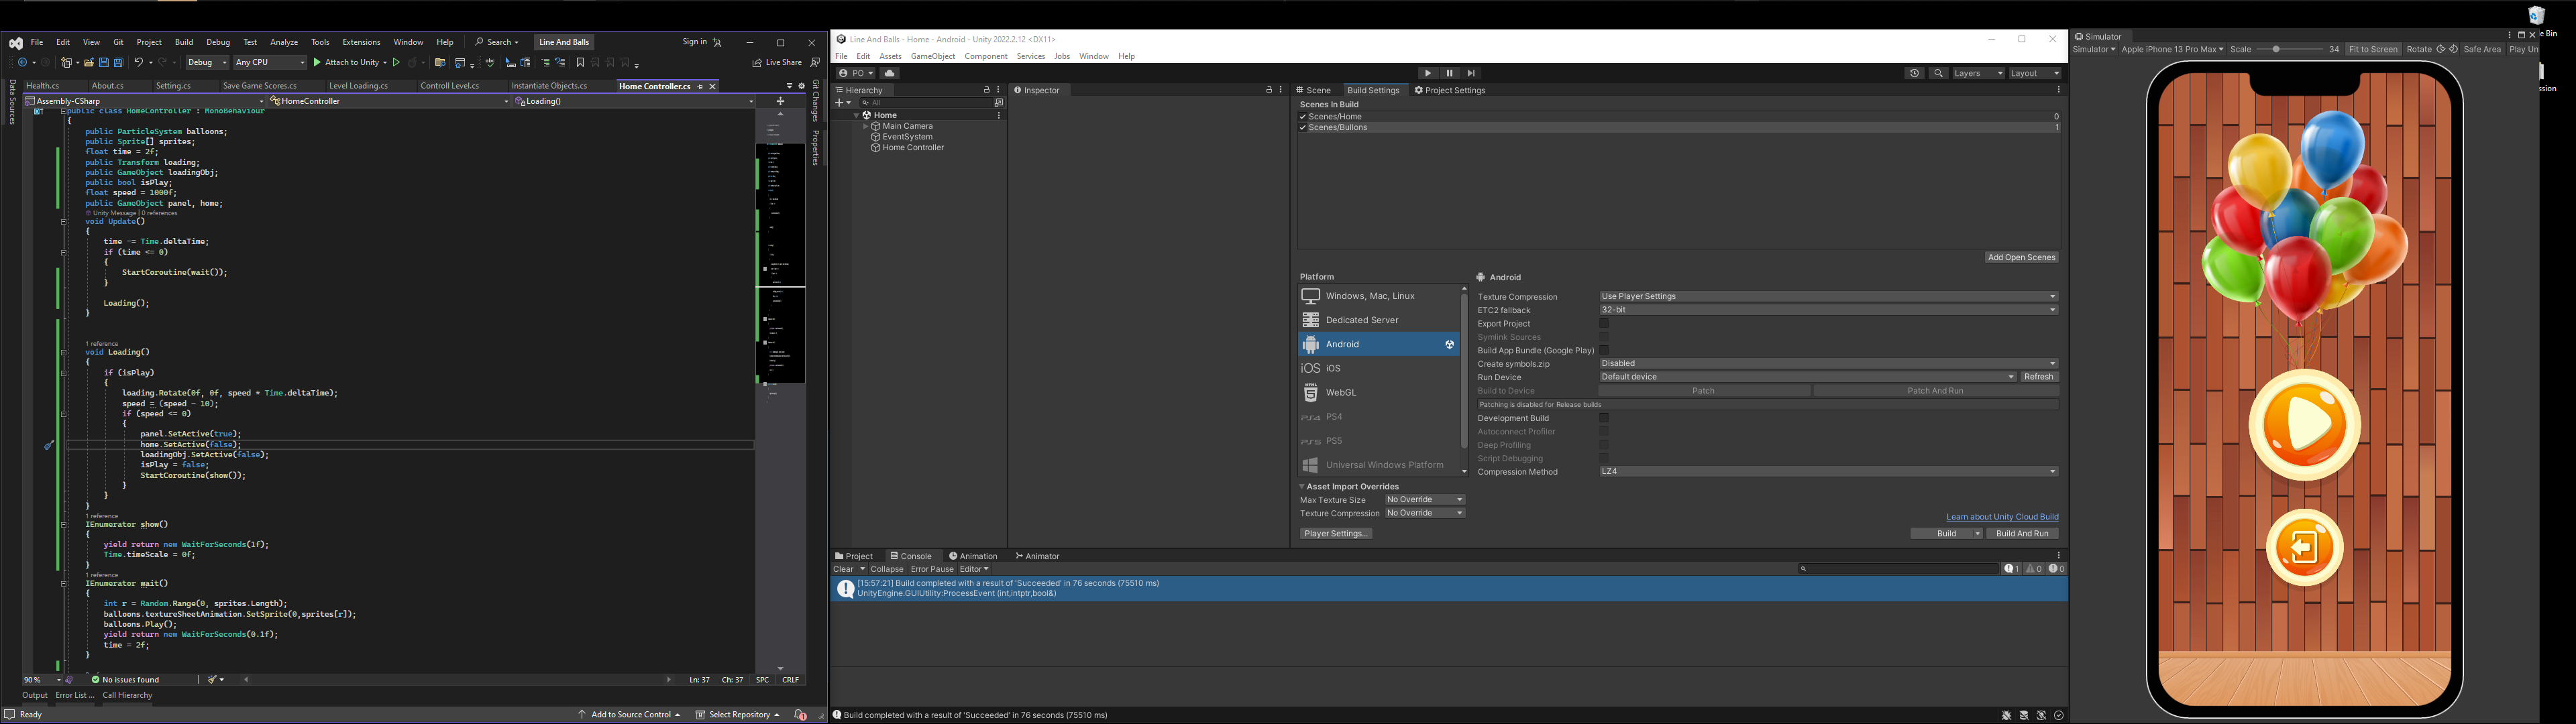 File Edit View Git Project Build Debug Test Analyze Tools Extensions Window Help Search Line And Balls Sign in
Debug Any CPU Attach to Unity Live Share
Health.cs About.cs Setting.cs Save Game Scores.cs Level Loading.cs Controll Level.cs Instantiate Objects.cs Home Controller.cs
Assembly-CSharp HomeController Loading()
Data Sources
Git Changes
Properties
public class HomeController : MonoBehaviour
{
public ParticleSystem balloons;
public Sprite[] sprites;
float time = 2f;
public Transform loading;
public GameObject loadingObj;
public bool isPlay;
float speed = 1000f;
public GameObject panel, home;
Unity Message | 0 references
void Update()
{
time -= Time.deltaTime;
if (time <= 0)
{
StartCoroutine(wait());
}
Loading();
}
1 reference
void Loading()
{
if (isPlay)
{
loading.Rotate(0f, 0f, speed * Time.deltaTime);
speed = (speed - 10);
if (speed <= 0)
{
panel.SetActive(true);
home.SetActive(false);
loadingObj.SetActive(false);
isPlay = false;
StartCoroutine(show());
}
}
}
1 reference
IEnumerator show()
{
yield return new WaitForSeconds(1f);
Time.timeScale = 0f;
}
1 reference
IEnumerator wait()
{
int r = Random.Range(0, sprites.Length);
balloons.textureSheetAnimation.SetSprite(0,sprites[r]);
balloons.Play();
yield return new WaitForSeconds(0.1f);
time = 2f;
}
90 % No issues found Ln: 37 Ch: 37 SPC CRLF
Output Error List ... Call Hierarchy
Ready Add to Source Control Select Repository 1
Line And Balls - Home - Android - Unity 2022.2.12 <DX11>
File Edit Assets GameObject Component Services Jobs Window Help
PO Layers Layout
Hierarchy
All
Home
Main Camera
EventSystem
Home Controller
Inspector
Scene Build Settings Project Settings
Scenes In Build
Scenes/Home 0
Scenes/Bullons 1
Add Open Scenes
Platform
Windows, Mac, Linux
Dedicated Server
Android
iOS iOS
WebGL
PS4 PS4
PS5 PS5
Universal Windows Platform
Android
Texture Compression Use Player Settings
ETC2 fallback 32-bit
Export Project
Symlink Sources
Build App Bundle (Google Play)
Create symbols.zip Disabled
Run Device Default device Refresh
Build to Device Patch Patch And Run
Patching is disabled for Release builds
Development Build
Autoconnect Profiler
Deep Profiling
Script Debugging
Compression Method LZ4
Asset Import Overrides
Max Texture Size No Override
Texture Compression No Override
Learn about Unity Cloud Build
Player Settings... Build Build And Run
Project Console Animation Animator
Clear Collapse Error Pause Editor 1 0 0
[15:57:21] Build completed with a result of 'Succeeded' in 76 seconds (75510 ms)
UnityEngine.GUIUtility:ProcessEvent (int,intptr,bool&)
Build completed with a result of 'Succeeded' in 76 seconds (75510 ms)
Simulator
Simulator Apple iPhone 13 Pro Max Scale 34 Fit to Screen Rotate Safe Area Play Un
e Bin
ssion